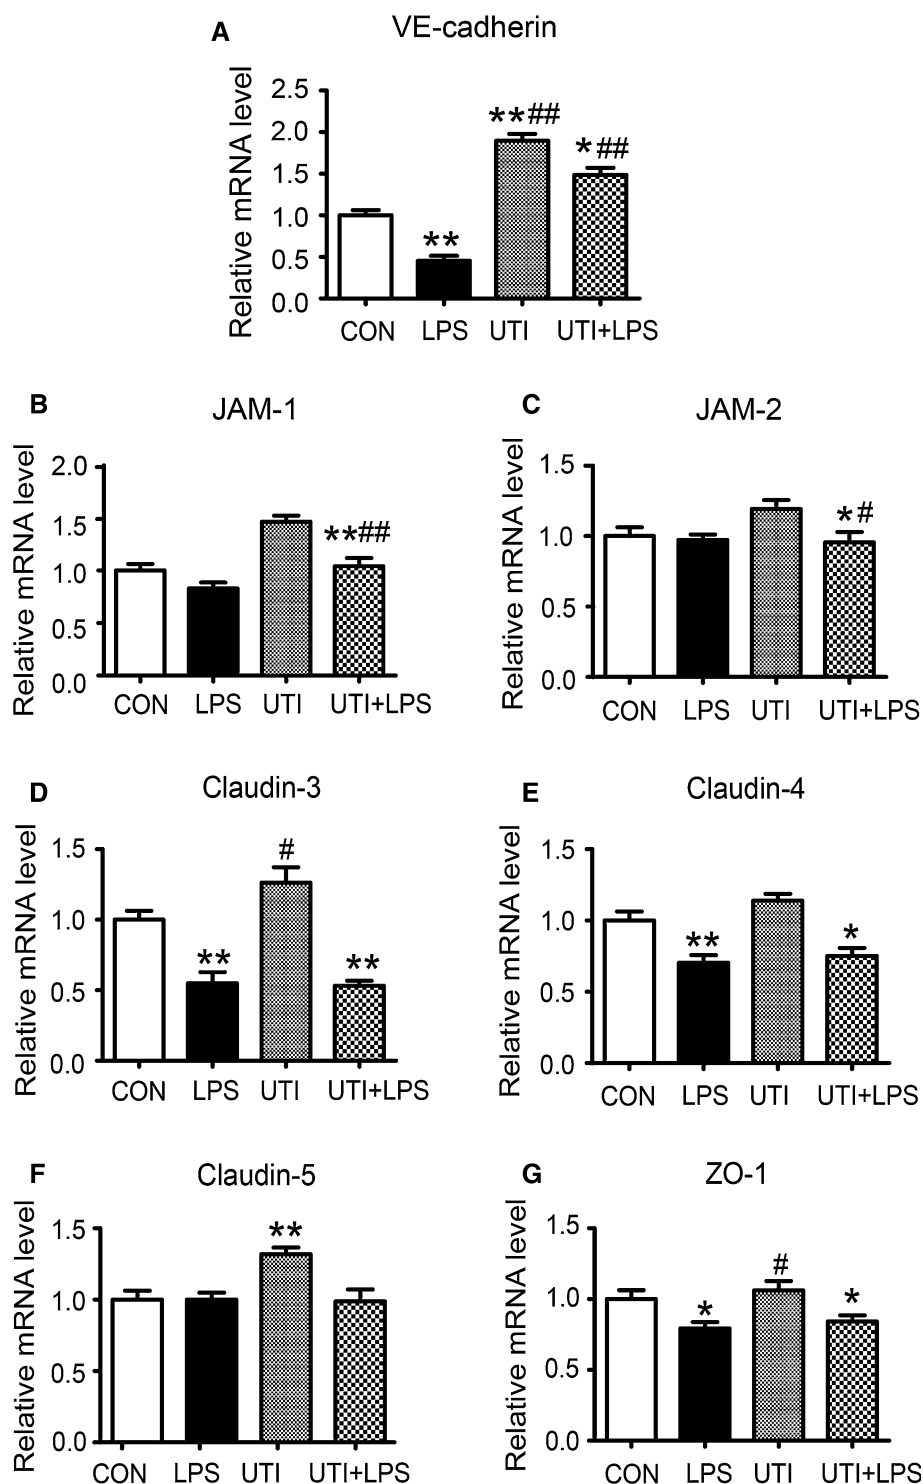 A VE-cadherin
Relative mRNA level
2.5
2.0
1.5
1.0
0.5
0.0
**##
*##
**
CON LPS UTI UTI+LPS
B JAM-1
Relative mRNA level
2.0
1.5
1.0
0.5
0.0
**##
CON LPS UTI UTI+LPS
C JAM-2
Relative mRNA level
1.5
1.0
0.5
0.0
*#
CON LPS UTI UTI+LPS
D Claudin-3
Relative mRNA level
1.5
1.0
0.5
0.0
#
** **
CON LPS UTI UTI+LPS
E Claudin-4
Relative mRNA level
1.5
1.0
0.5
0.0
** *
CON LPS UTI UTI+LPS
F Claudin-5
Relative mRNA level
1.5
1.0
0.5
0.0
**
CON LPS UTI UTI+LPS
G ZO-1
Relative mRNA level
1.5
1.0
0.5
0.0
#
* *
CON LPS UTI UTI+LPS